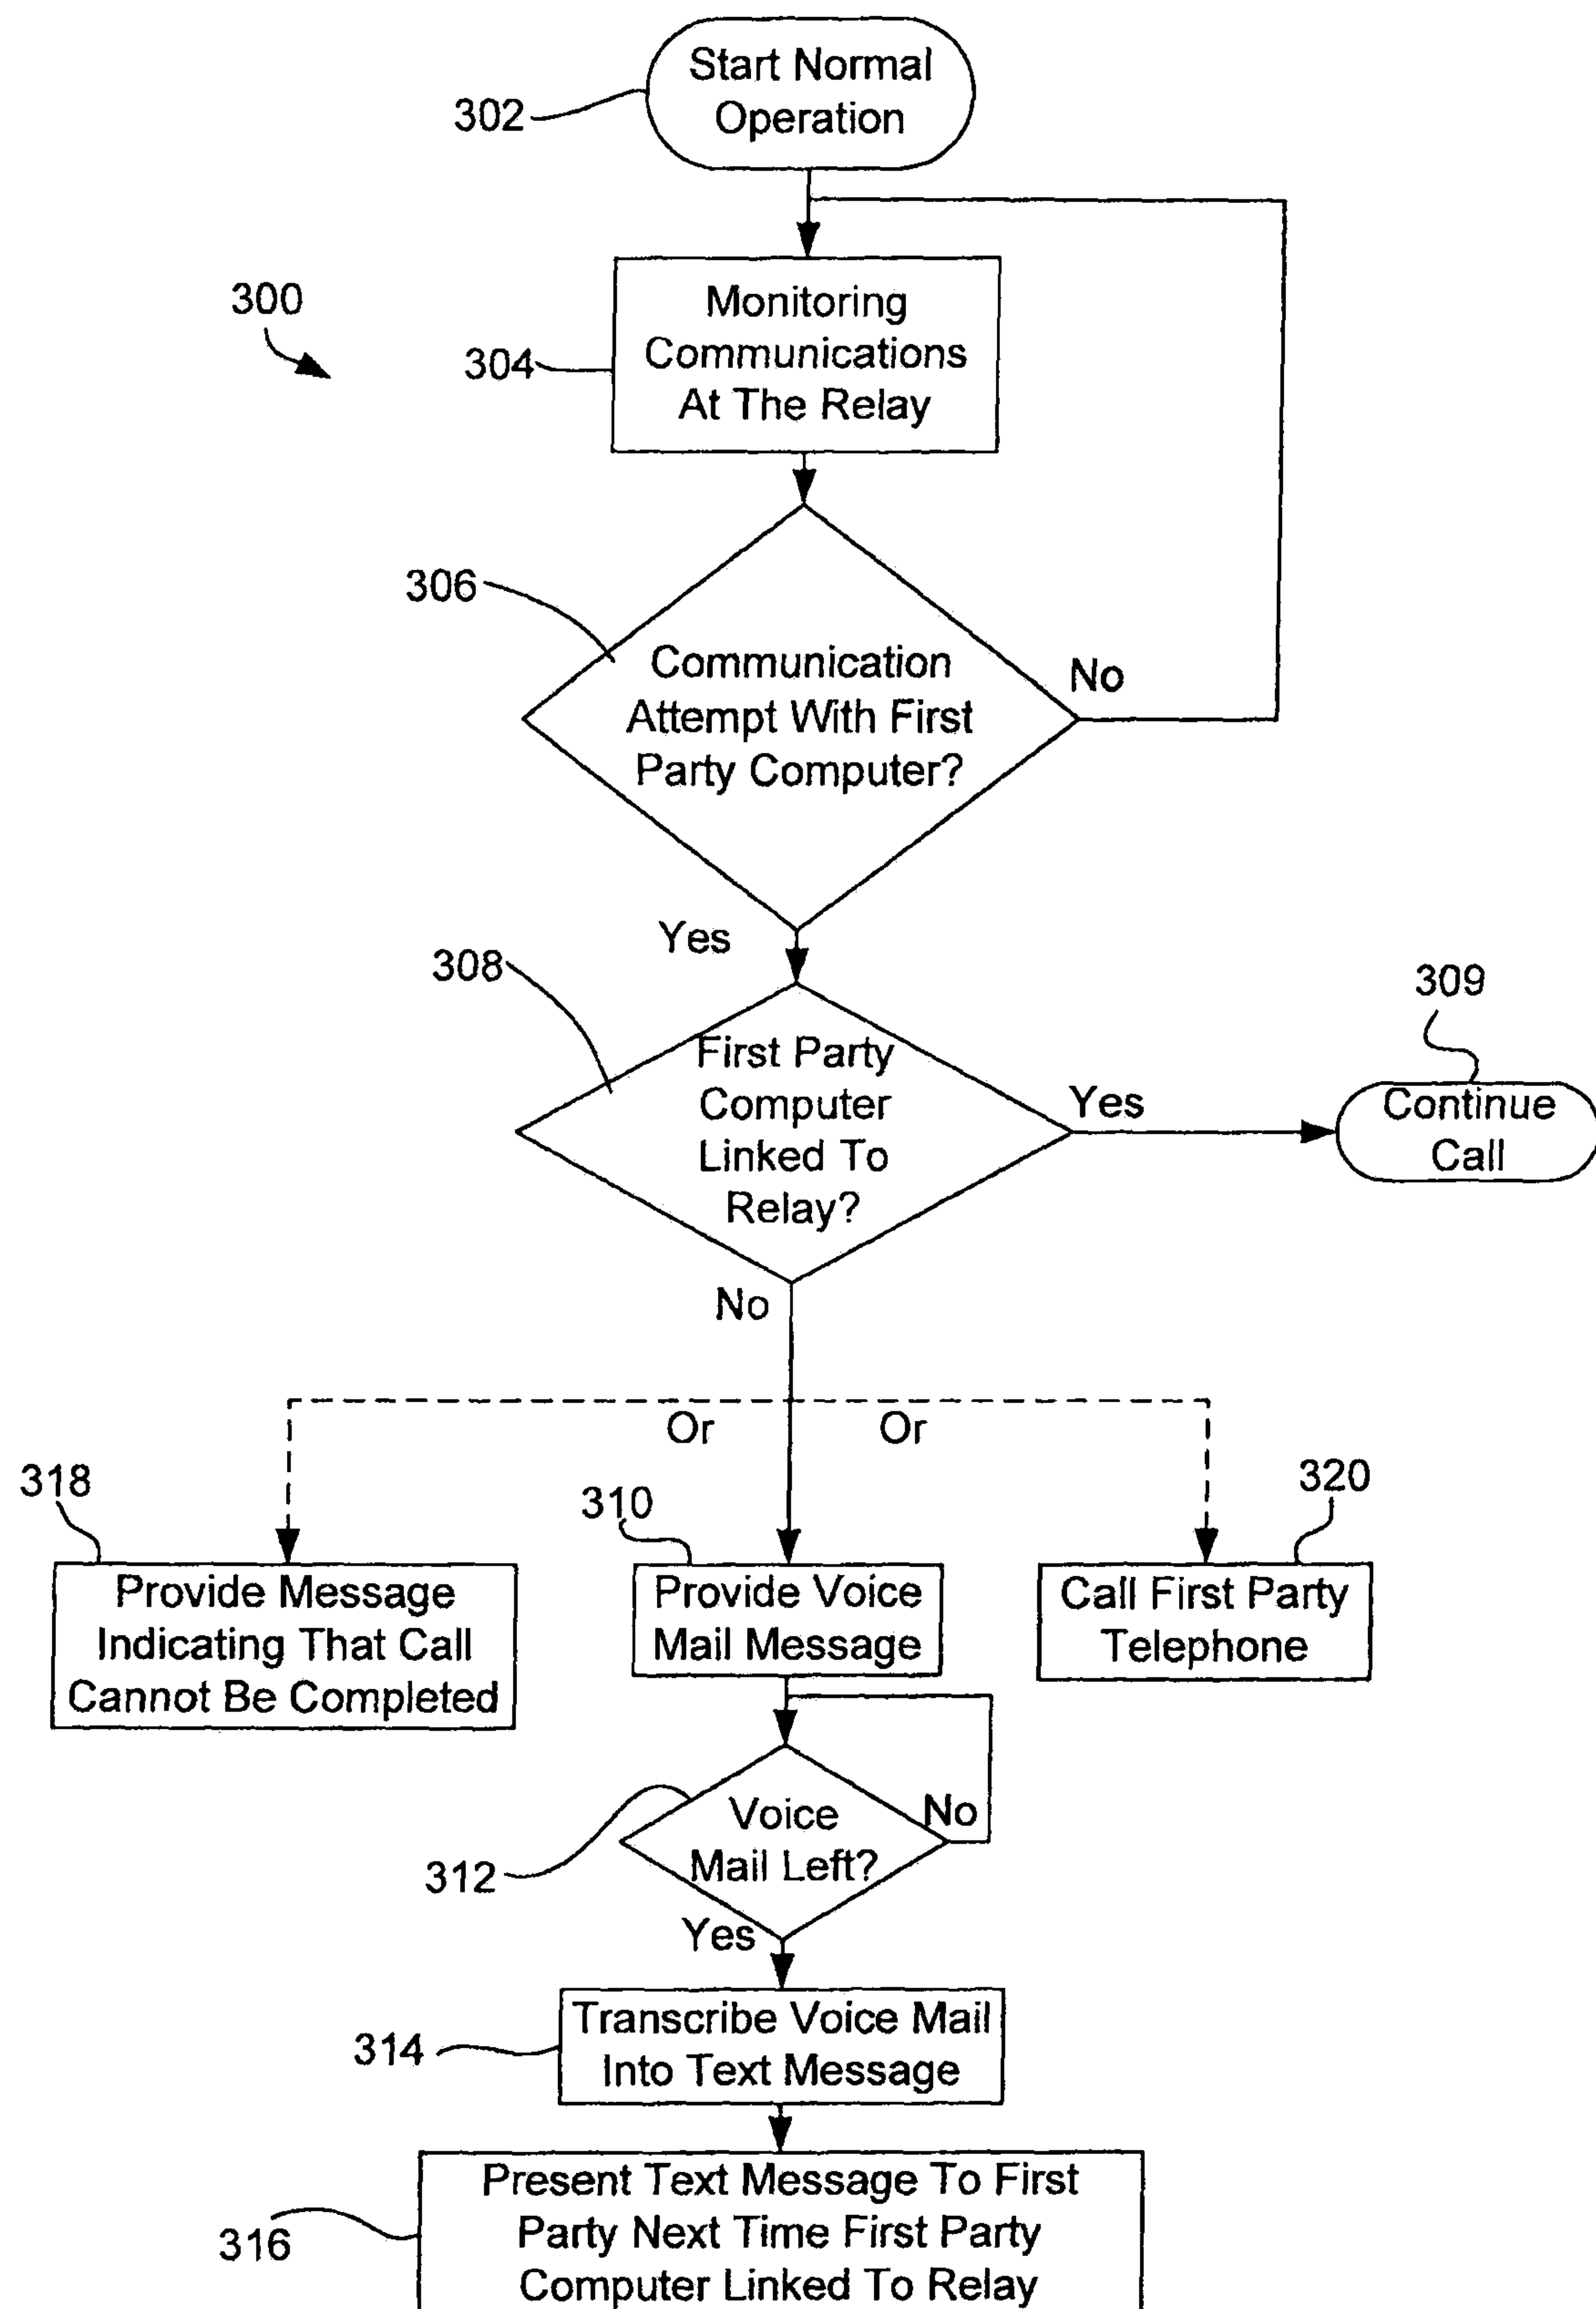 Start Normal
Operation
302
300
Monitoring
Communications
At The Relay
304
306
Communication
Attempt With First
Party Computer?
No
Yes
308
First Party
Computer
Linked To
Relay?
Yes
309
Continue
Call
No
Or
Or
318
310
320
Provide Message
Indicating That Call
Cannot Be Completed
Provide Voice
Mail Message
Call First Party
Telephone
312
Voice
Mail Left?
No
Yes
314
Transcribe Voice Mail
Into Text Message
316
Present Text Message To First
Party Next Time First Party
Computer Linked To Relay